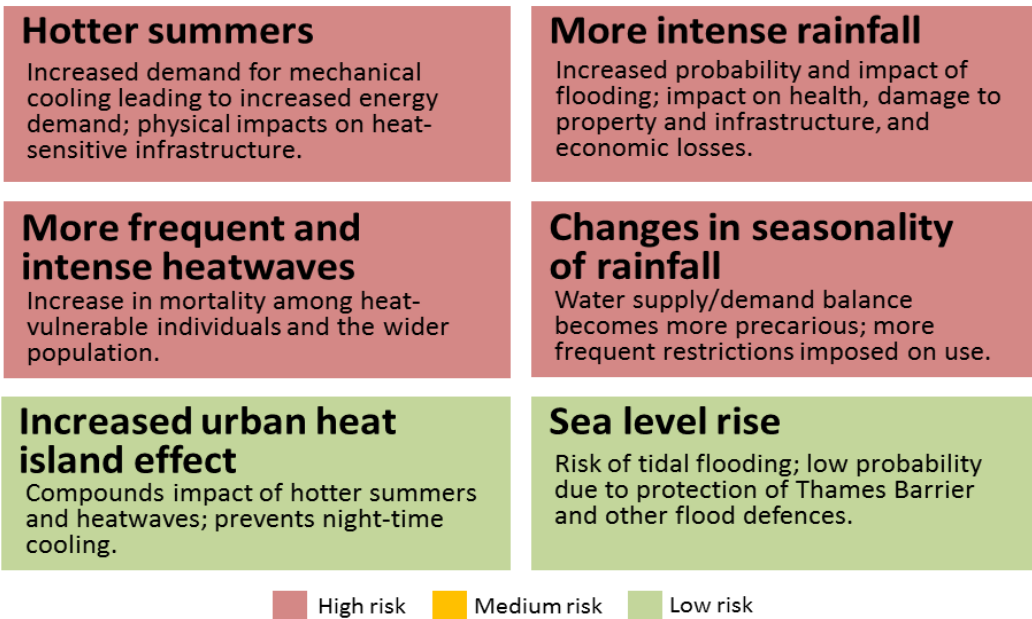 Hotter summers
Increased demand for mechanical
cooling leading to increased energy
demand; physical impacts on heat-
sensitive infrastructure.
More intense rainfall
Increased probability and impact of
flooding; impact on health, damage to
property and infrastructure, and
economic losses.
More frequent and
intense heatwaves
Increase in mortality among heat-
vulnerable individuals and the wider
population.
Changes in seasonality
of rainfall
Water supply/demand balance
becomes more precarious; more
frequent restrictions imposed on use.
Increased urban heat
island effect
Compounds impact of hotter summers
and heatwaves; prevents night-time
cooling.
Sea level rise
Risk of tidal flooding; low probability
due to protection of Thames Barrier
and other flood defences.
High risk
Medium risk
Low risk